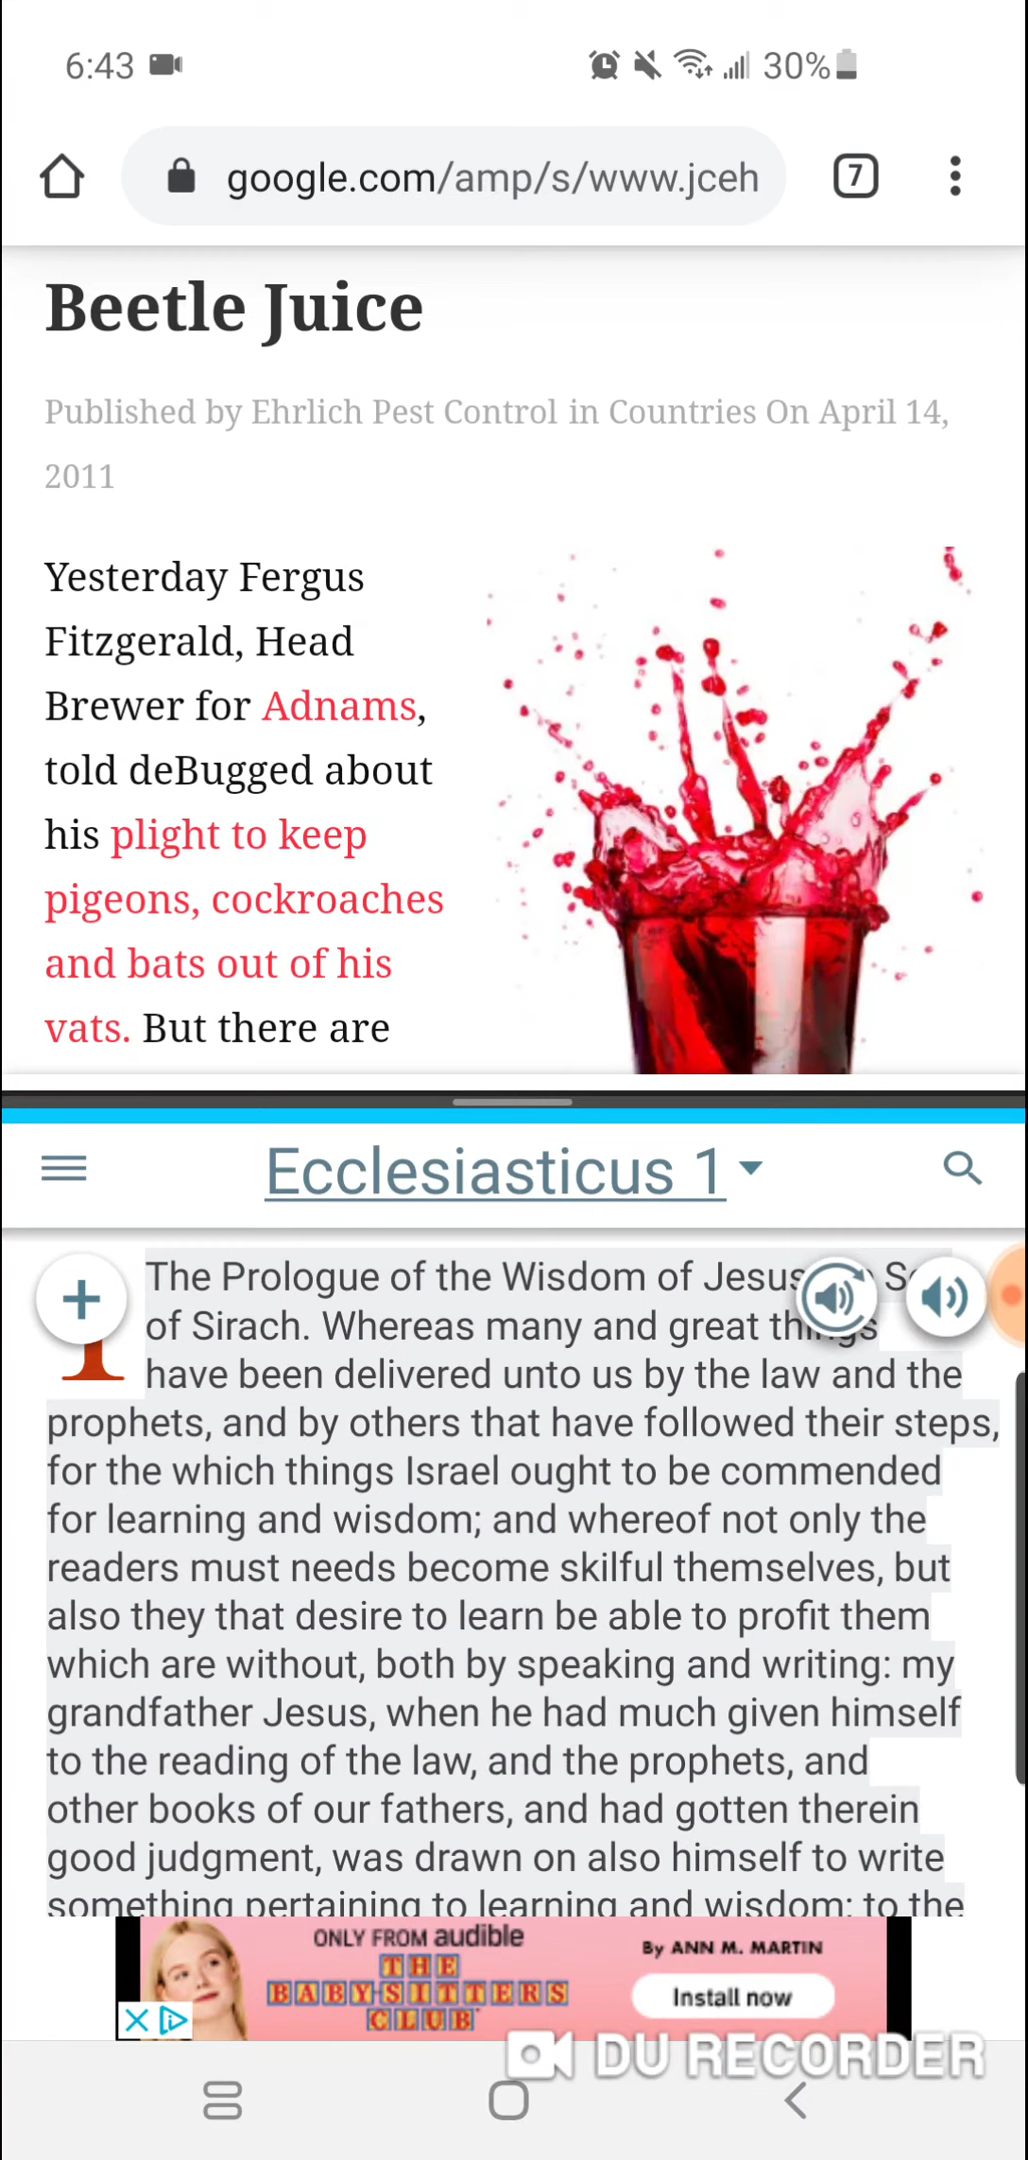 6:43
30%
google.com/amp/s/www.jceh
7
Beetle Juice
Published by Ehrlich Pest Control in Countries On April 14,
2011
Yesterday Fergus
Fitzgerald, Head
Brewer for Adnams,
told deBugged about
his plight to keep
pigeons, cockroaches
and bats out of his
vats. But there are
Ecclesiasticus 1
The Prologue of the Wisdom of Jesus
of Sirach. Whereas many and great things
have been delivered unto us by the law and the
prophets, and by others that have followed their steps,
for the which things Israel ought to be commended
for learning and wisdom; and whereof not only the
readers must needs become skilful themselves, but
also they that desire to learn be able to profit them
which are without, both by speaking and writing: my
grandfather Jesus, when he had much given himself
to the reading of the law, and the prophets, and
other books of our fathers, and had gotten therein
good judgment, was drawn on also himself to write
something pertaining to learning and wisdom; to the
ONLY FROM audible
THE
BABY-SITTERS
CLUB
By ANN M. MARTIN
Install now
DU RECORDER